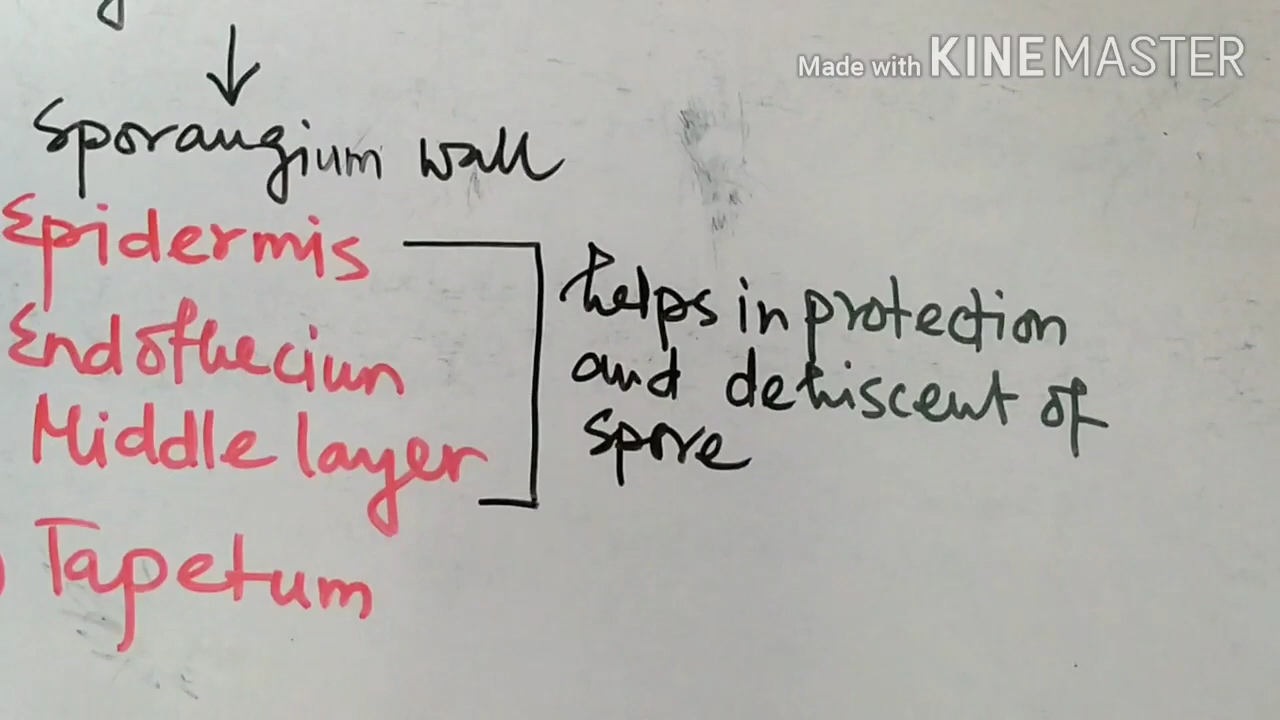 Made with KINEMASTER
Sporangium wall
Epidermis
Endothecium
Middle layer
helps in protection
and dehiscent of
spore
Tapetum